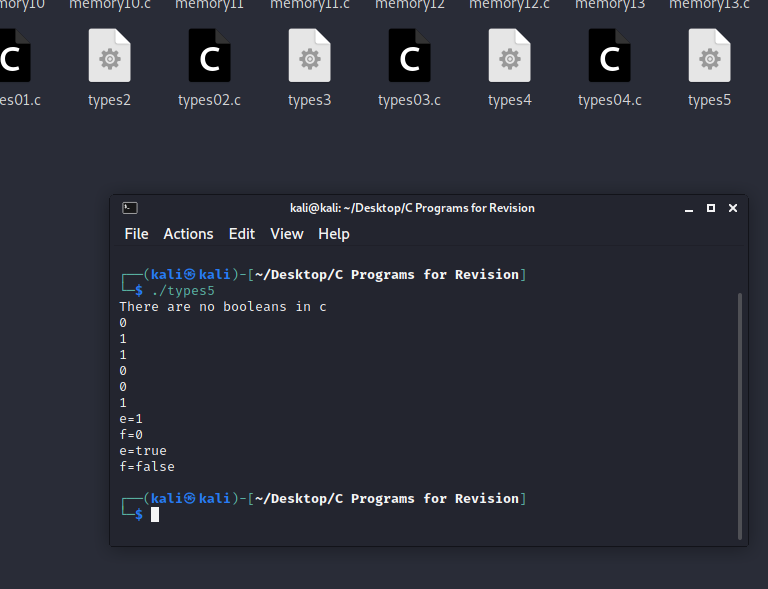 memory10 memory10.c memory11 memory11.c memory12 memory12.c memory13 memory13.c
C C C C
es01.c types2 types02.c types3 types03.c types4 types04.c types5
kali@kali: ~/Desktop/C Programs for Revision
File Actions Edit View Help
┌──(kali㉿kali)-[~/Desktop/C Programs for Revision]
└─$ ./types5
There are no booleans in c
0
1
1
0
0
1
e=1
f=0
e=true
f=false
┌──(kali㉿kali)-[~/Desktop/C Programs for Revision]
└─$